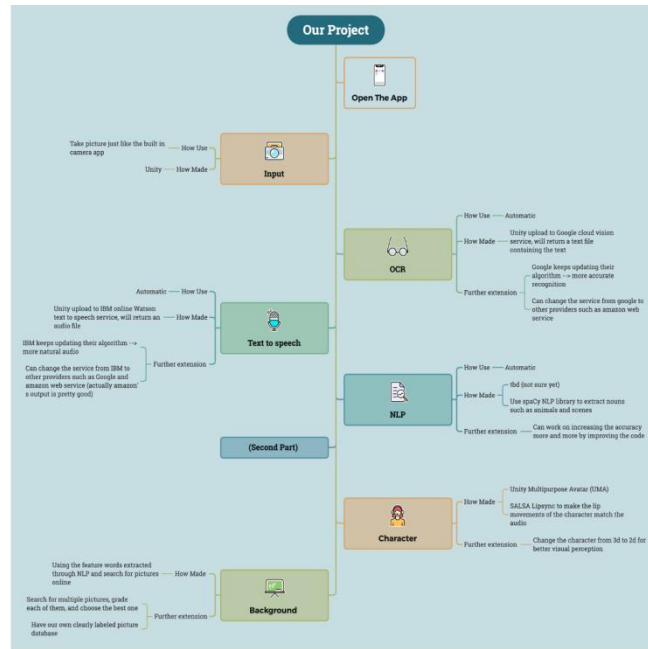 Our Project
Open The App
Take picture just like the built in
camera app
How Use
Unity
How Made
Input
How Use
Automatic
How Made
Unity upload to Google cloud vision
service, will return a text file
containing the text
Further extension
Google keeps updating their
algorithm --> more accurate
recognition
Can change the service from google to
other providers such as amazon web
service
OCR
Automatic
How Use
Unity upload to IBM online Watson
text to speech service, will return an
audio file
How Made
IBM keeps updating their algorithm -->
more natural audio
Can change the service from IBM to
other providers such as Google and
amazon web service (actually amazon'
s output is pretty good)
Further extension
Text to speech
How Use
Automatic
How Made
tbd (not sure yet)
Use spaCy NLP library to extract nouns
such as animals and scenes
Further extension
Can work on increasing the accuracy
more and more by improving the code
NLP
(Second Part)
How Made
Unity Multipurpose Avatar (UMA)
SALSA Lipsync to make the lip
movements of the character match the
audio
Further extension
Change the character from 3d to 2d for
better visual perception
Character
Using the feature words extracted
through NLP and search for pictures
online
How Made
Search for multiple pictures, grade
each of them, and choose the best one
Have our own clearly labeled picture
database
Further extension
Background